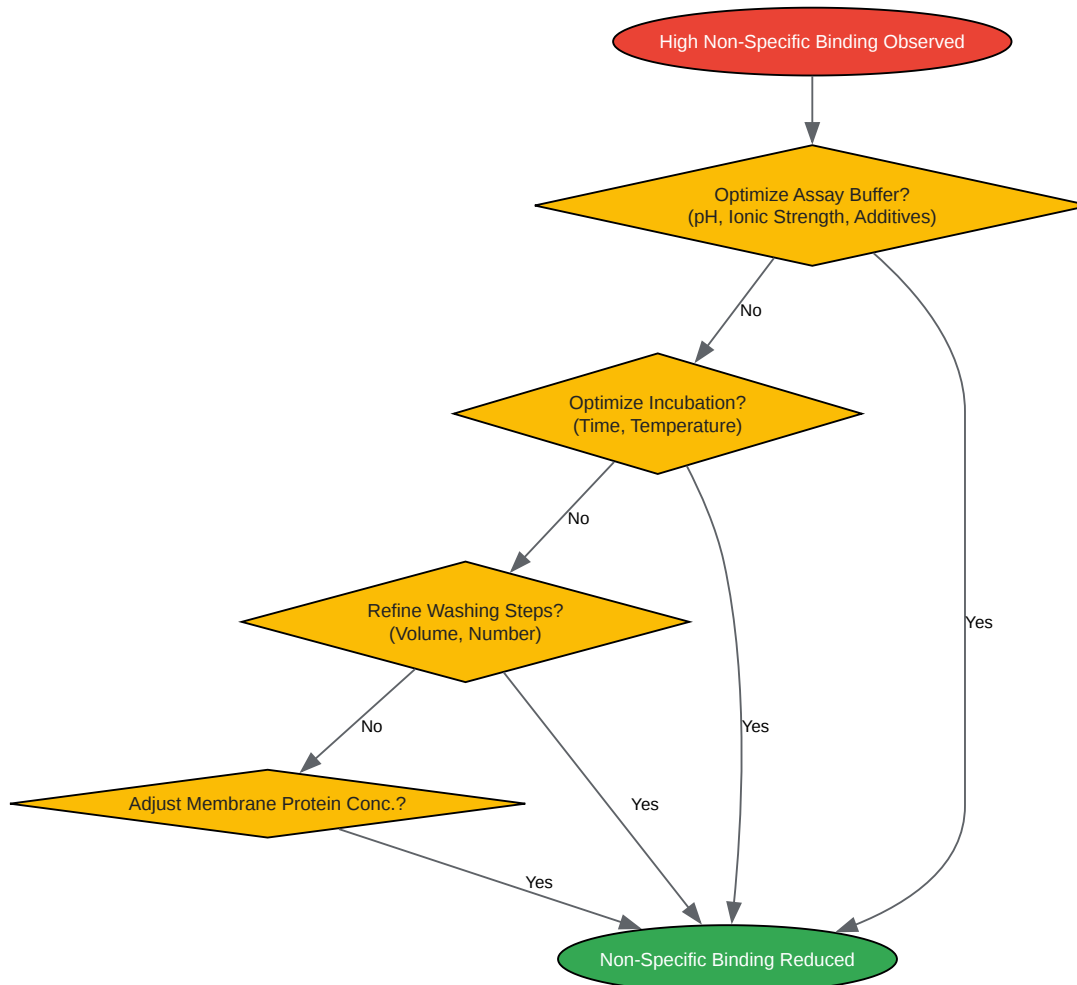 High Non-Specific Binding Observed
Optimize Assay Buffer?
(pH, Ionic Strength, Additives)
No
Optimize Incubation?
(Time, Temperature)
No
Yes
Refine Washing Steps?
(Volume, Number)
No
Yes
Adjust Membrane Protein Conc.?
Yes
Yes
Non-Specific Binding Reduced